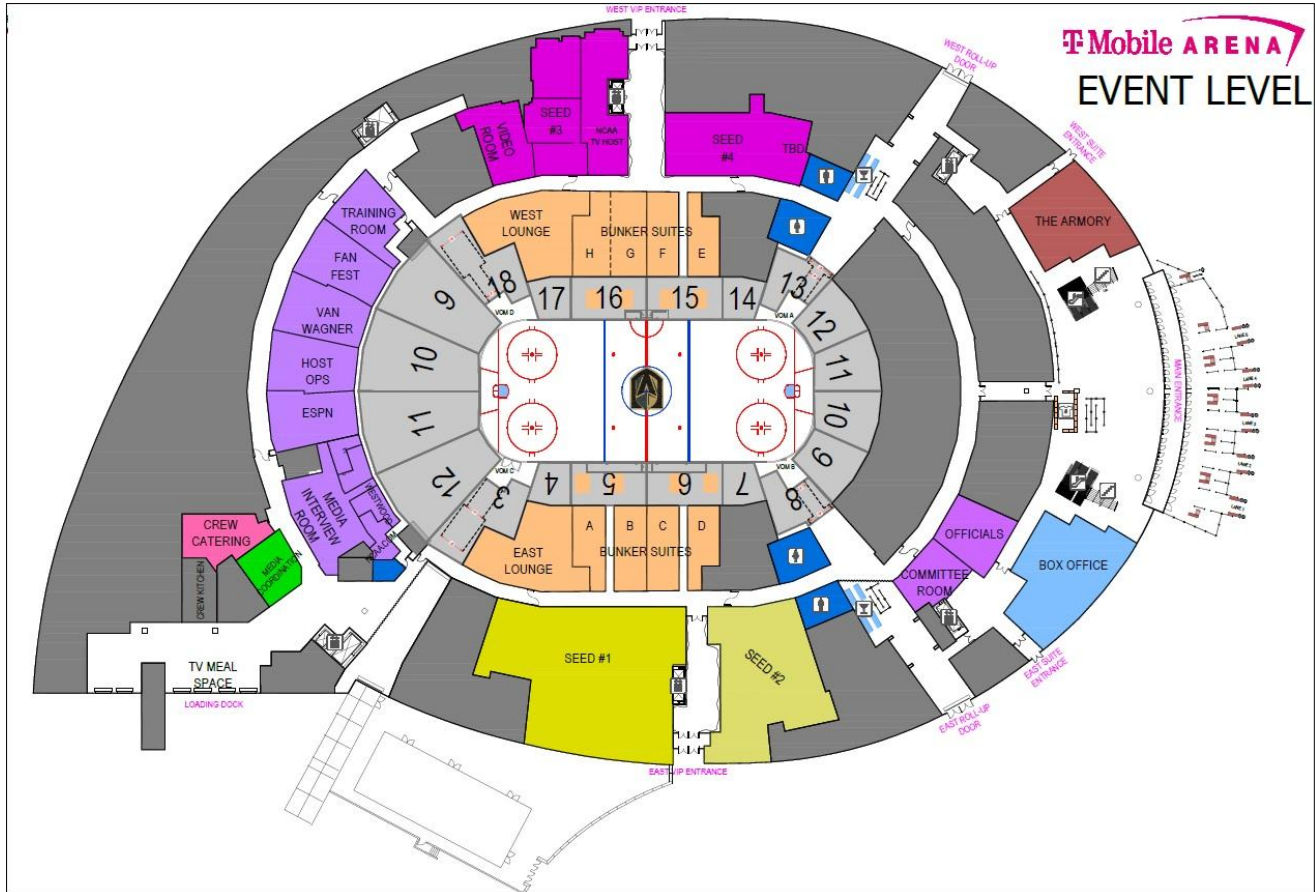 WEST VIP ENTRANCE
T Mobile ARENA
EVENT LEVEL
WEST ROLL-UP
DOOR
WEST SUITE
ENTRANCE
VIDEO
ROOM
SEED
#3
NCAA
TV HOST
SEED
#4
TBD
TRAINING
ROOM
FAN
FEST
VAN
WAGNER
HOST
OPS
ESPN
MEDIA
INTERVIEW
ROOM
WESTWOOD
WEST
LOUNGE
BUNKER SUITES
H
G
F
E
THE ARMORY
9
18
17
16
15
14
13
12
VOM D
VOM A
10
11
11
10
12
9
VOM C
VOM B
3
4
5
6
7
8
A
B
C
D
EAST
LOUNGE
BUNKER SUITES
MAIN ENTRANCE
CREW
CATERING
MEDIA
COORDINATION
CREW KITCHEN
OFFICIALS
COMMITTEE
ROOM
BOX OFFICE
TV MEAL
SPACE
LOADING DOCK
SEED #1
SEED #2
EAST SUITE
ENTRANCE
EAST ROLL-UP
DOOR
EAST VIP ENTRANCE